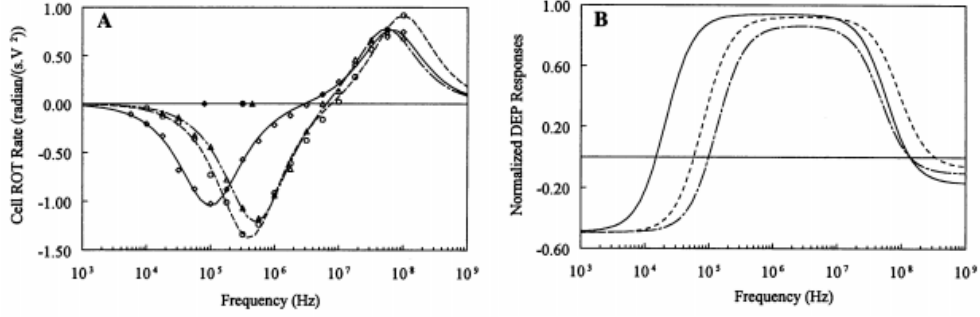 A
Cell ROT Rate (radian/(s. V ²))
1.00
0.50
0.00
-0.50
-1.00
-1.50
10³ 10⁴ 10⁵ 10⁶ 10⁷ 10⁸ 10⁹
Frequency (Hz)
B
Normalized DEP Responses
1.00
0.60
0.20
-0.20
-0.60
10³ 10⁴ 10⁵ 10⁶ 10⁷ 10⁸ 10⁹
Frequency (Hz)